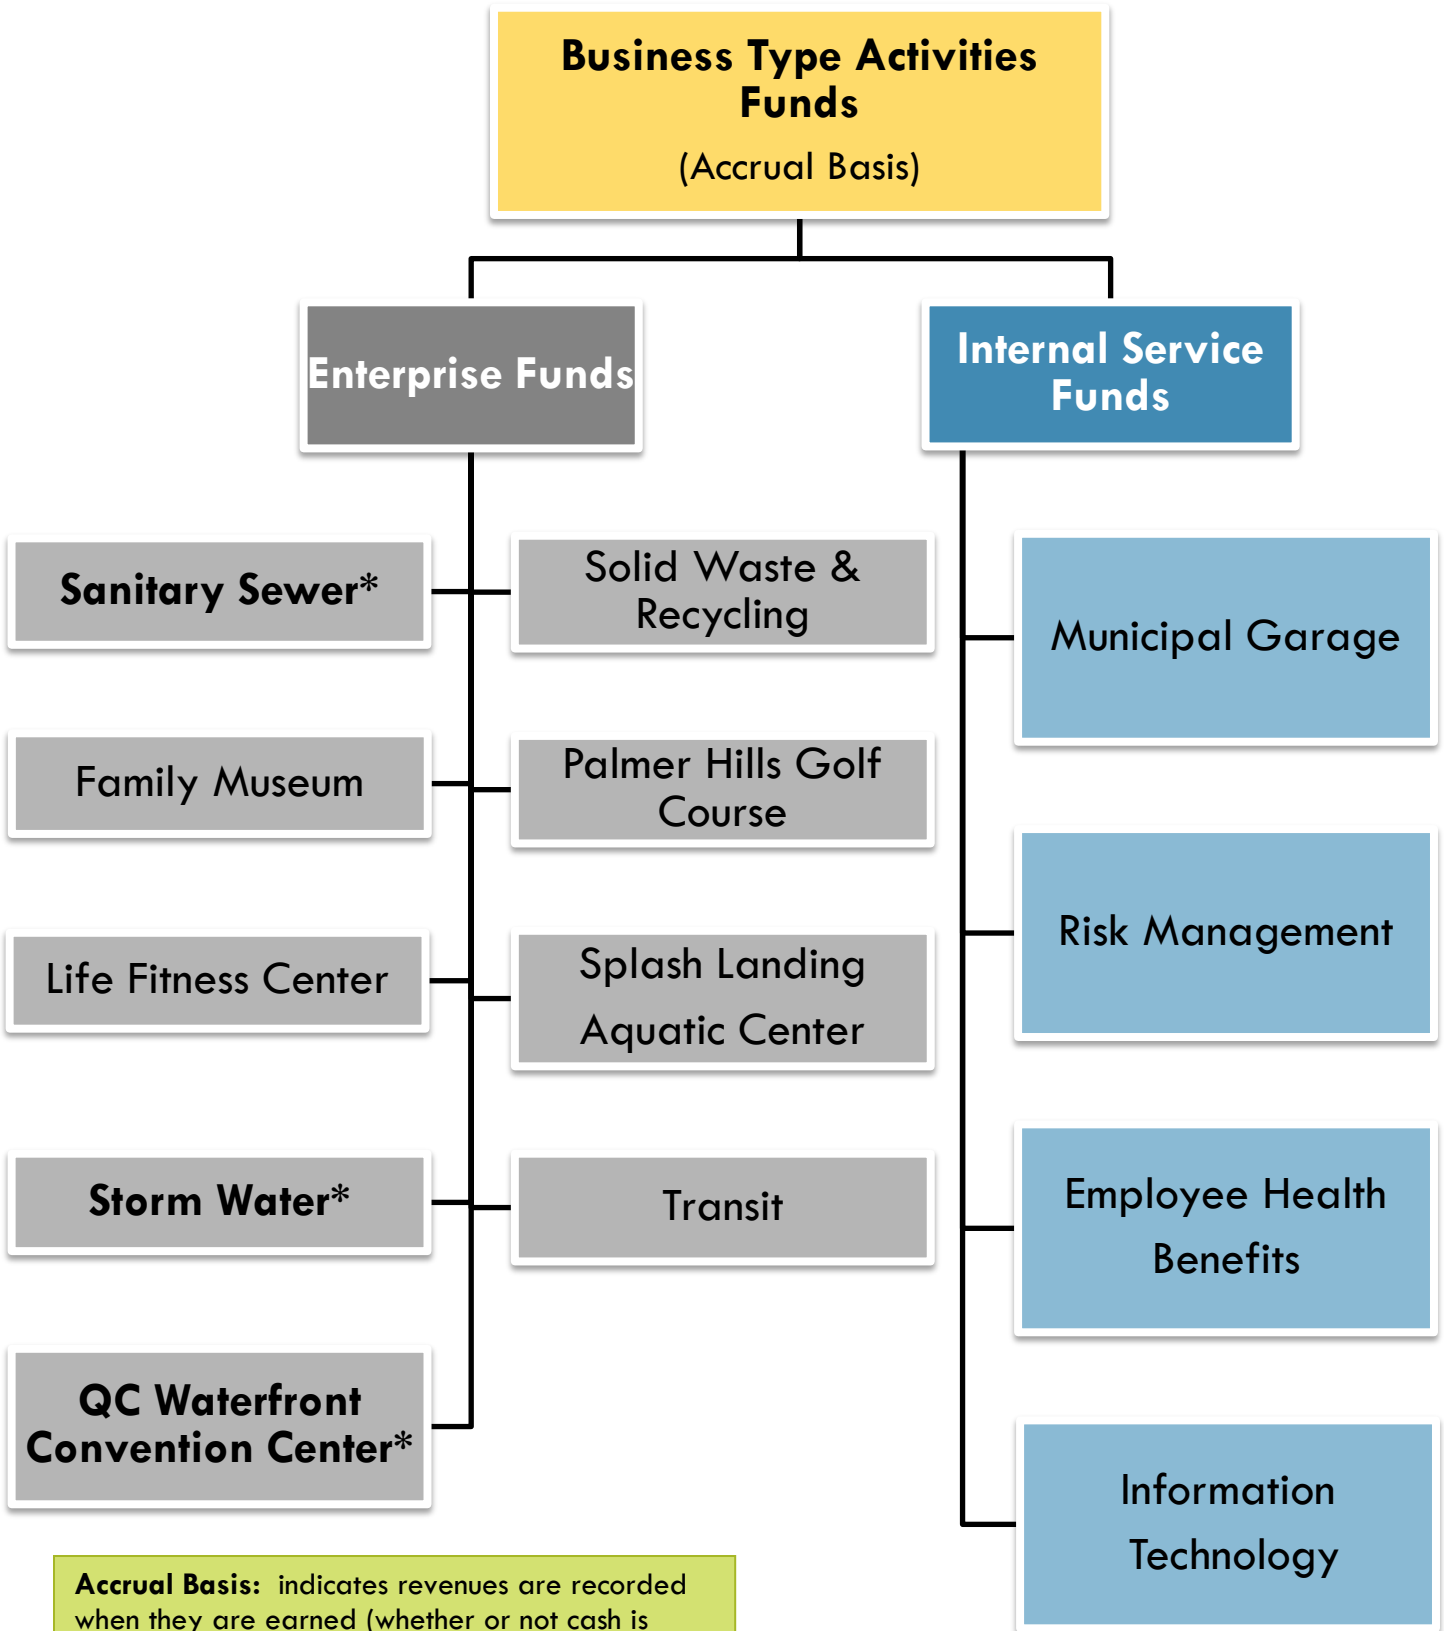 Business Type Activities
Funds
(Accrual Basis)
Enterprise Funds
Internal Service
Funds
Sanitary Sewer*
Solid Waste &
Recycling
Municipal Garage
Family Museum
Palmer Hills Golf
Course
Risk Management
Life Fitness Center
Splash Landing
Aquatic Center
Storm Water*
Transit
Employee Health
Benefits
QC Waterfront
Convention Center*
Information
Technology
Accrual Basis: indicates revenues are recorded
when they are earned (whether or not cash is